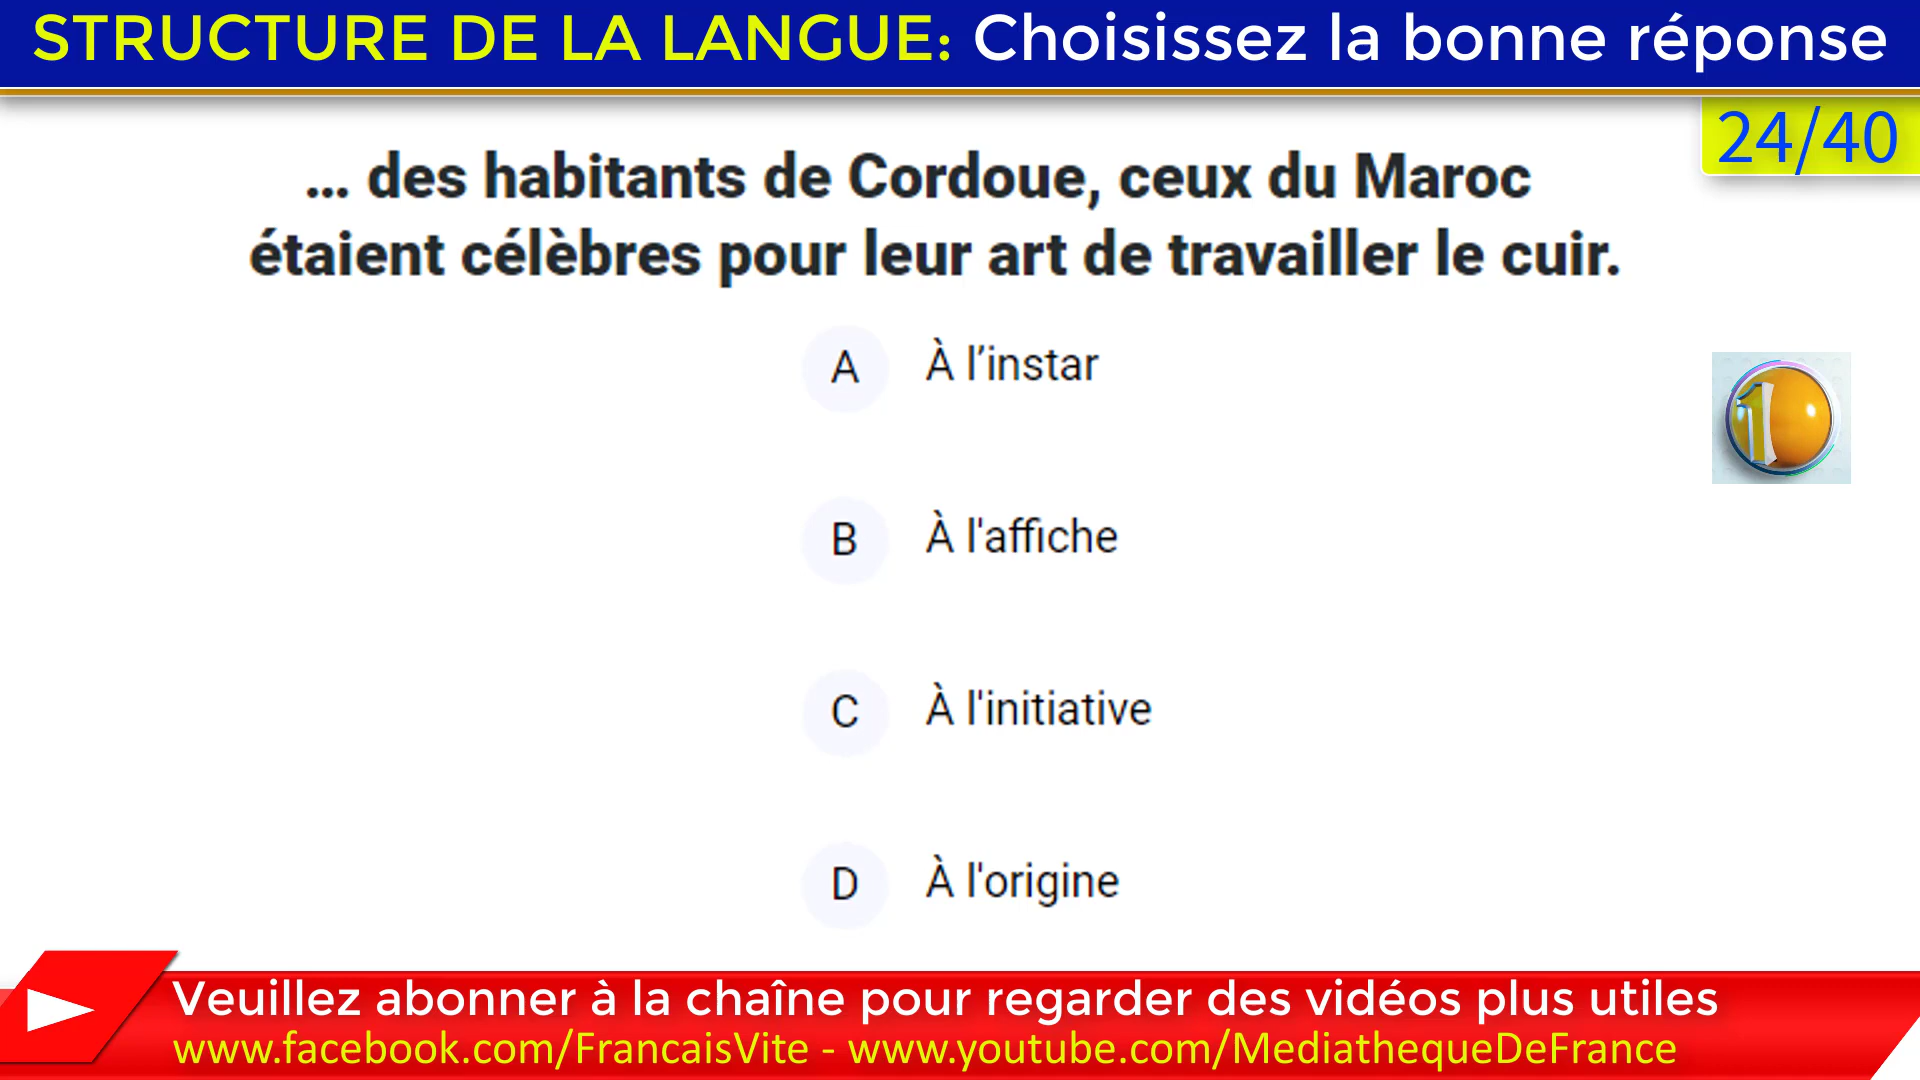 STRUCTURE DE LA LANGUE: Choisissez la bonne réponse
24/40
... des habitants de Cordoue, ceux du Maroc
étaient célèbres pour leur art de travailler le cuir.
A À l’instar
1
B À l'affiche
C À l'initiative
D À l'origine
Veuillez abonner à la chaîne pour regarder des vidéos plus utiles
www.facebook.com/FrancaisVite - www.youtube.com/MediathequeDeFrance